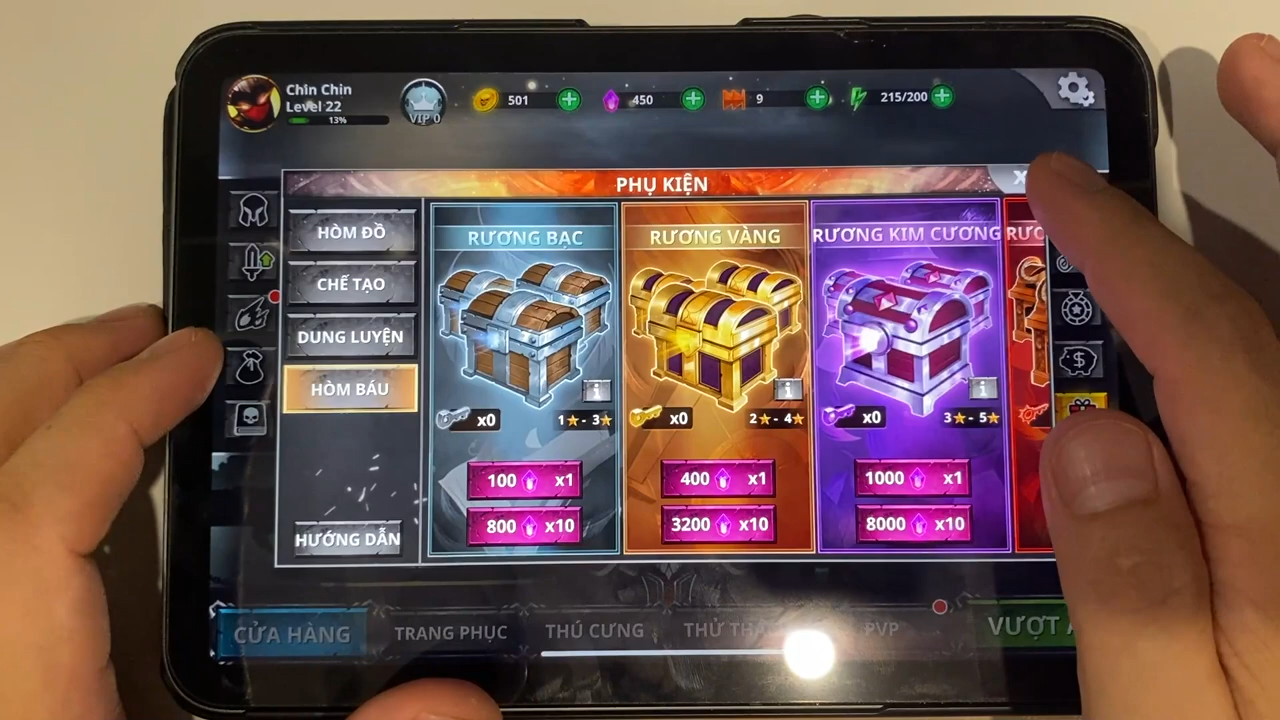 Chin Chin
Level 22
13%
VIP 0
501
450
9
215/200
PHỤ KIỆN
X
HÒM ĐỒ
CHẾ TẠO
DUNG LUYỆN
HÒM BÁU
HƯỚNG DẪN
RƯƠNG BẠC
i
x0
1★- 3★
100 x1
800 x10
RƯƠNG VÀNG
i
x0
2★- 4★
400 x1
3200 x10
RƯƠNG KIM CƯƠNG
i
x0
3★- 5★
1000 x1
8000 x10
CỬA HÀNG
TRANG PHỤC
THÚ CƯNG
PVP
VƯỢT